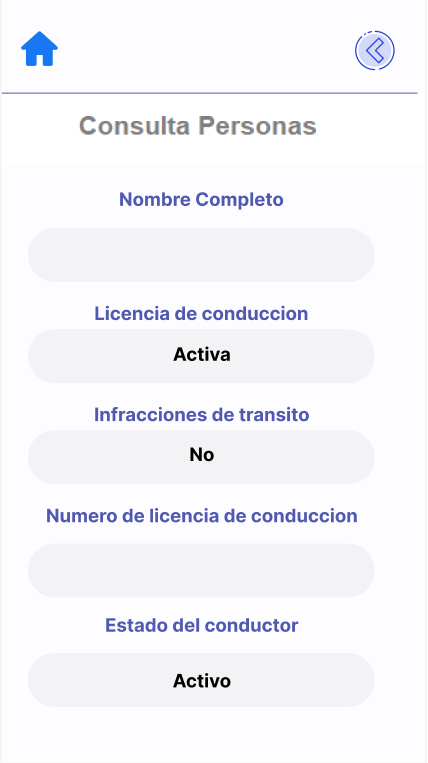 Consulta Personas
Nombre Completo
Licencia de conduccion
Activa
Infracciones de transito
No
Numero de licencia de conduccion
Estado del conductor
Activo